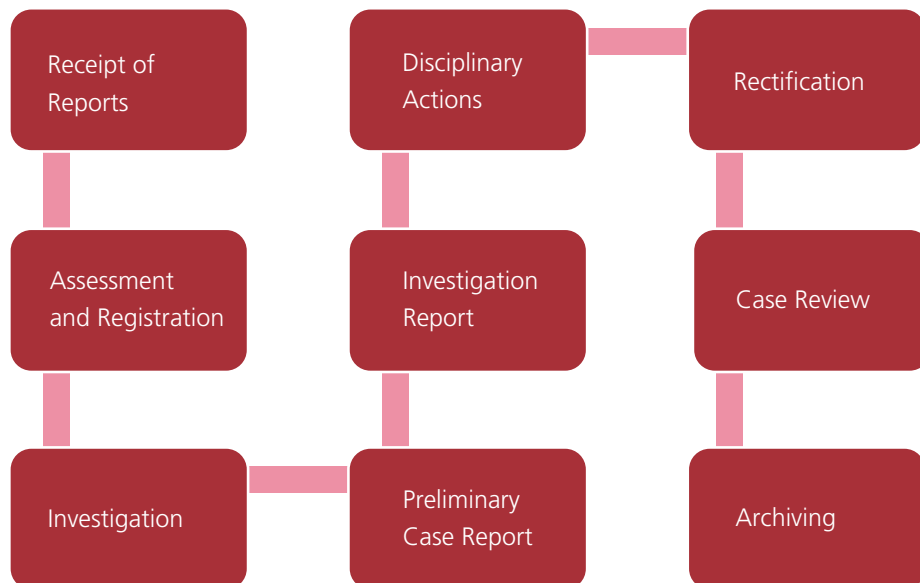 Receipt of
Reports
Assessment
and Registration
Investigation
Preliminary
Case Report
Investigation
Report
Disciplinary
Actions
Rectification
Case Review
Archiving